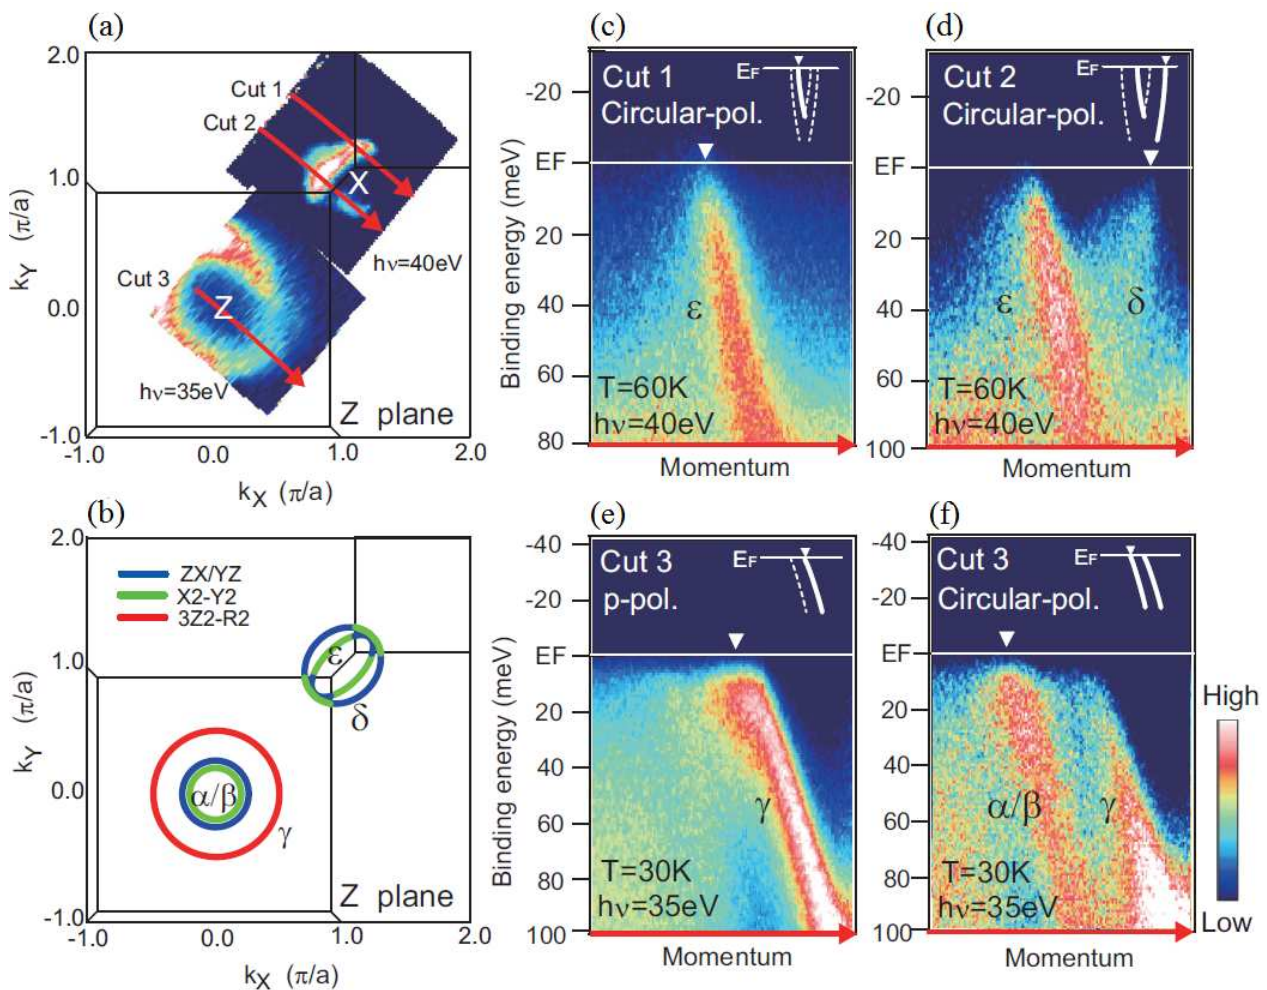 (a)
2.0
1.0
0.0
-1.0
kY (π/a)
Cut 1
Cut 2
X
hν=40eV
Cut 3
Z
hν=35eV
Z plane
-1.0
0.0
1.0
2.0
kX (π/a)
(c)
Cut 1
Circular-pol.
EF
-20
EF
20
40
60
80
Binding energy (meV)
ε
T=60K
hν=40eV
Momentum
(d)
Cut 2
Circular-pol.
EF
-20
EF
20
40
60
100
ε
δ
T=60K
hν=40eV
Momentum
(b)
2.0
1.0
0.0
-1.0
kY (π/a)
ZX/YZ
X2-Y2
3Z2-R2
ε
δ
α/β
γ
Z plane
-1.0
0.0
1.0
2.0
kX (π/a)
(e)
Cut 3
p-pol.
EF
-40
-20
EF
20
40
60
80
100
Binding energy (meV)
γ
T=30K
hν=35eV
Momentum
(f)
Cut 3
Circular-pol.
EF
-40
-20
EF
20
40
60
80
100
α/β
γ
T=30K
hν=35eV
Momentum
High
Low